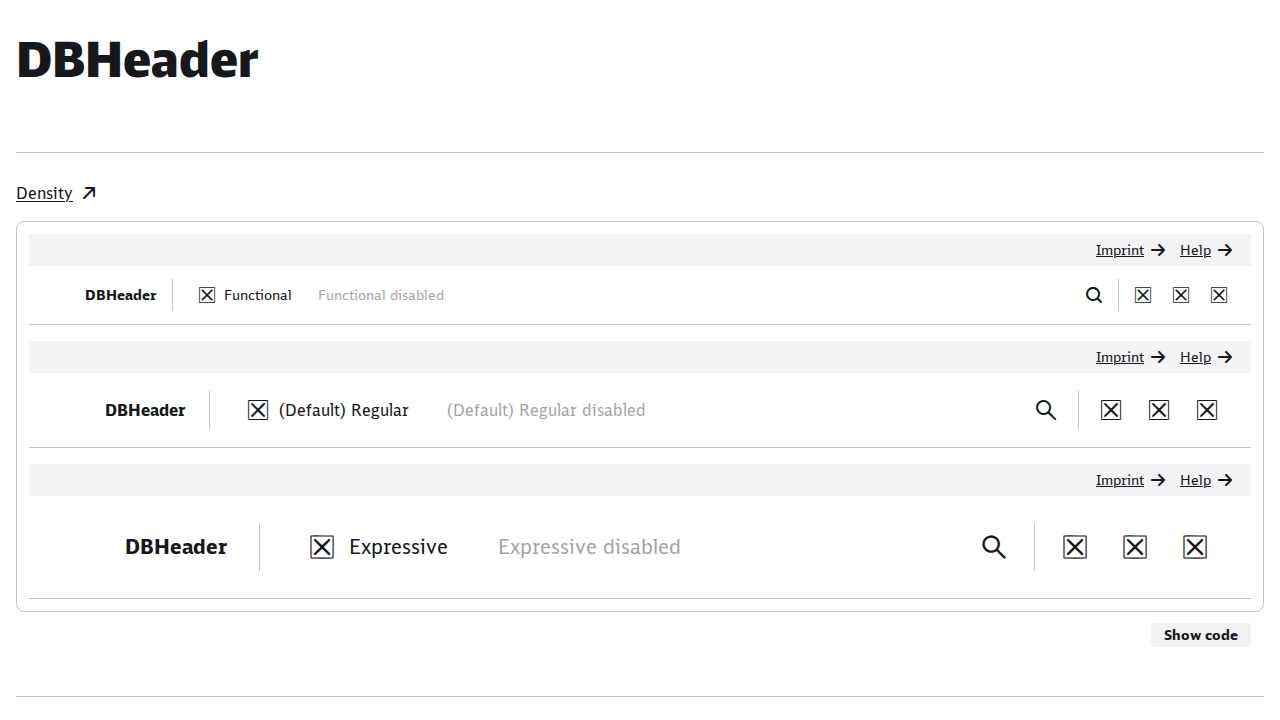 DBHeader
Density
Imprint Help
DBHeader Functional Functional disabled
Imprint Help
DBHeader (Default) Regular (Default) Regular disabled
Imprint Help
DBHeader Expressive Expressive disabled
Show code